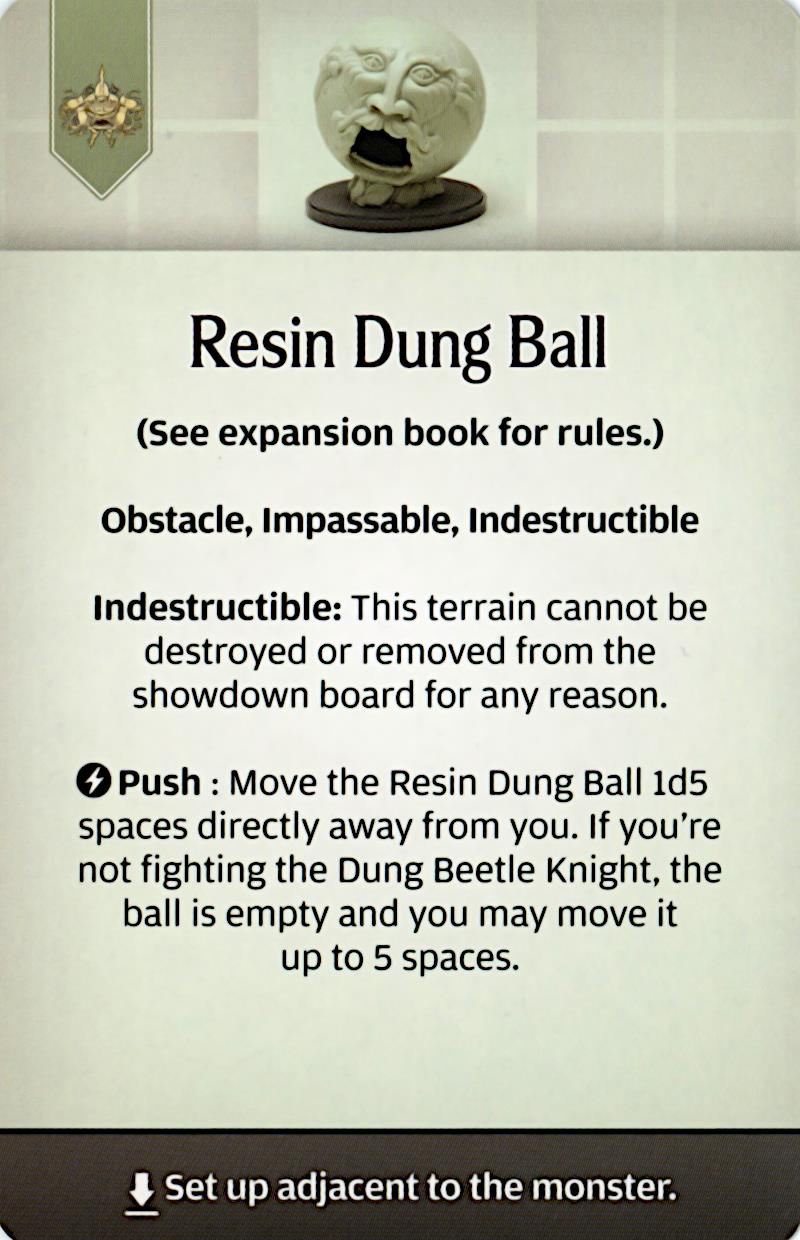 Resin Dung Ball
(See expansion book for rules.)
Obstacle, Impassable, Indestructible
Indestructible: This terrain cannot be
destroyed or removed from the
showdown board for any reason.
Push : Move the Resin Dung Ball 1d5
spaces directly away from you. If you’re
not fighting the Dung Beetle Knight, the
ball is empty and you may move it
up to 5 spaces.
Set up adjacent to the monster.